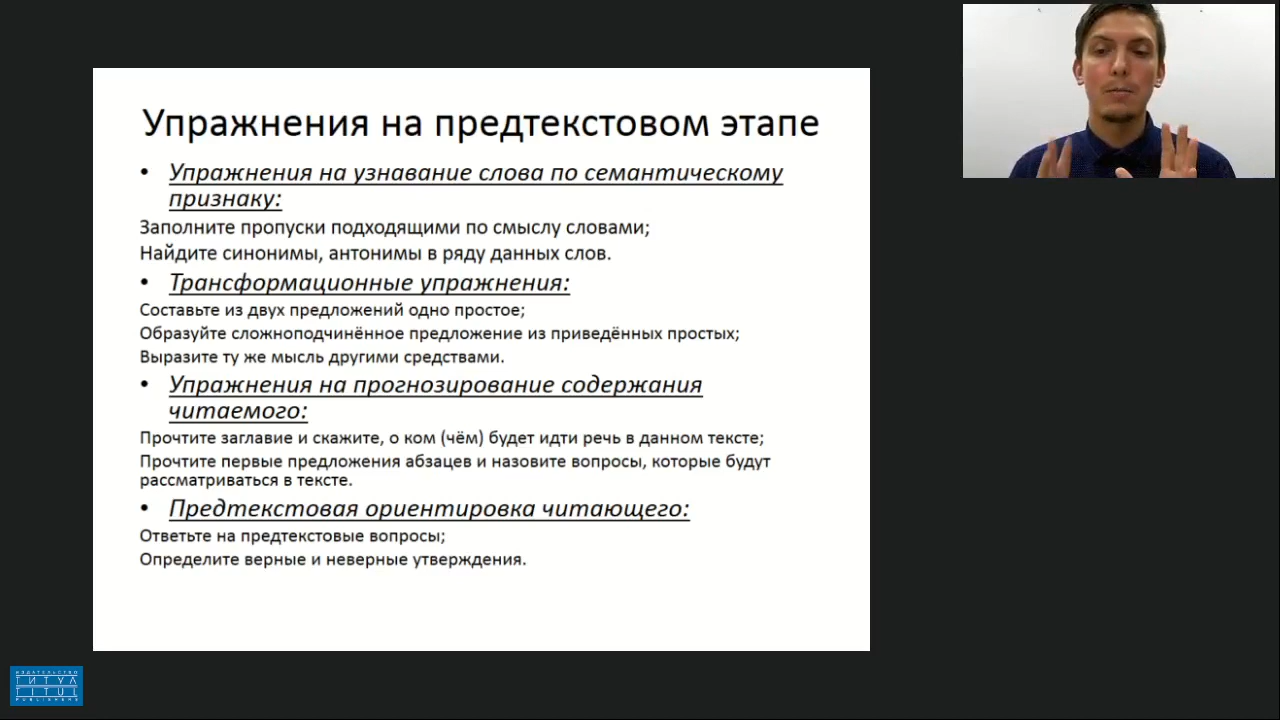 Упражнения на предтекстовом этапе
• Упражнения на узнавание слова по семантическому
признаку:
Заполните пропуски подходящими по смыслу словами;
Найдите синонимы, антонимы в ряду данных слов.
• Трансформационные упражнения:
Составьте из двух предложений одно простое;
Образуйте сложноподчинённое предложение из приведённых простых;
Выразите ту же мысль другими средствами.
• Упражнения на прогнозирование содержания
читаемого:
Прочтите заглавие и скажите, о ком (чём) будет идти речь в данном тексте;
Прочтите первые предложения абзацев и назовите вопросы, которые будут
рассматриваться в тексте.
• Предтекстовая ориентировка читающего:
Ответьте на предтекстовые вопросы;
Определите верные и неверные утверждения.
ИЗДАТЕЛЬСТВО
ТИТУЛ
TITUL
PUBLISHERS